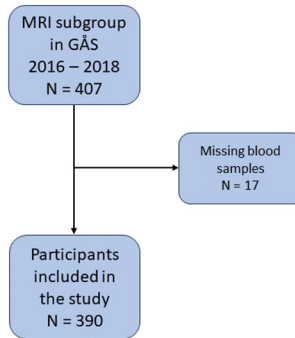 MRI subgroup
in GÅS
2016 – 2018
N = 407
Missing blood
samples
N = 17
Participants
included in
the study
N = 390